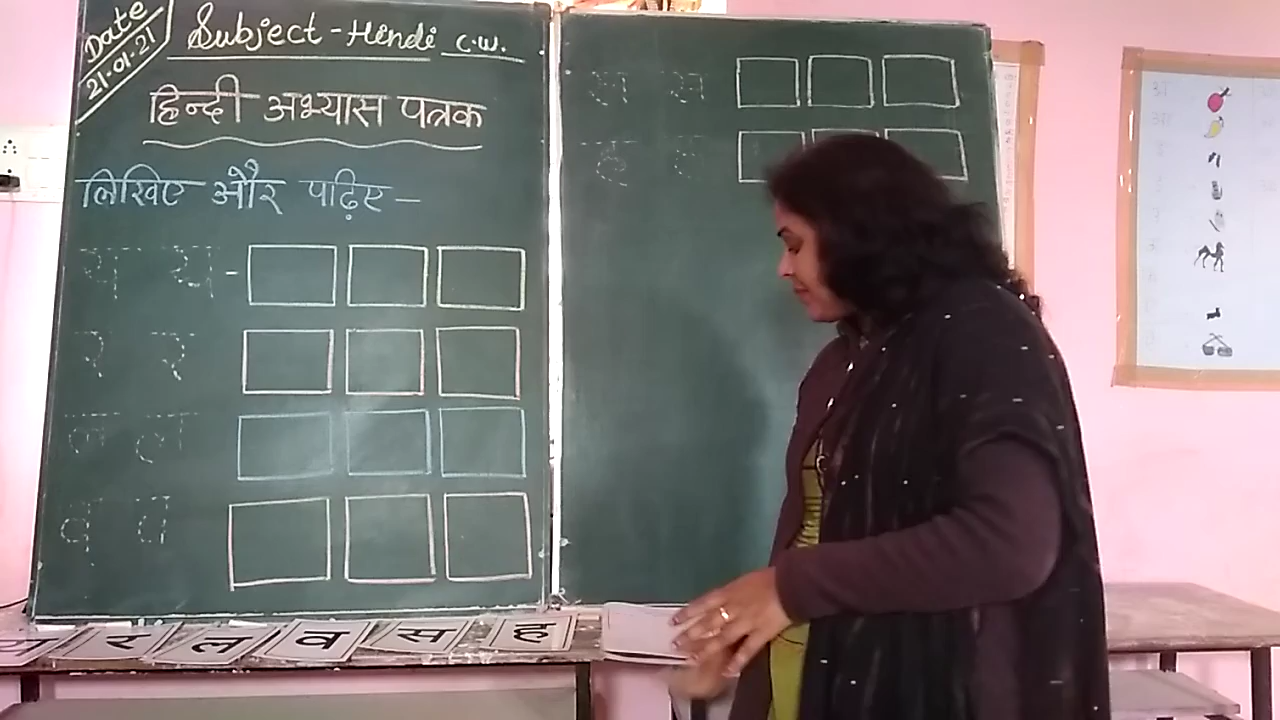 Date
21-01-21
Subject - Hindi C.W.
हिन्दी अभ्यास पत्रक
लिखिए और पढ़िए —
य य -
र र
ल ल
व व
स स
ह ह
य र ल व स ह